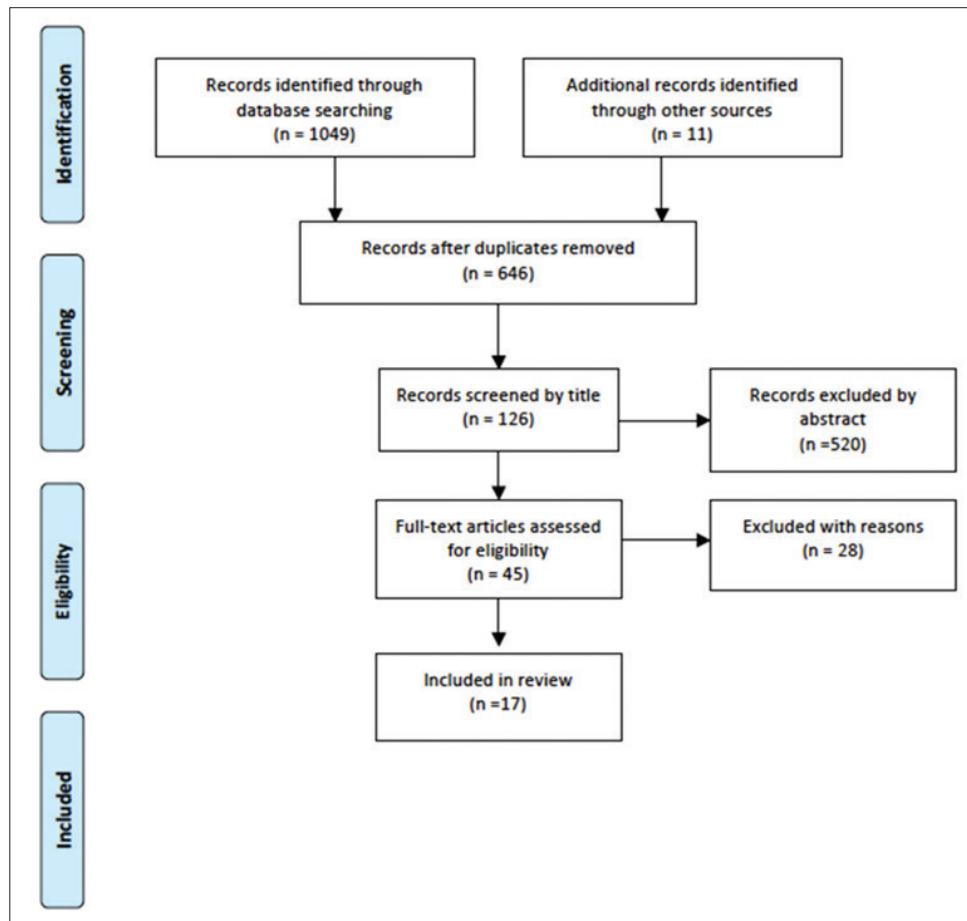 Identification
Records identified through
database searching
(n = 1049)
Additional records identified
through other sources
(n = 11)
Records after duplicates removed
(n = 646)
Screening
Records screened by title
(n = 126)
Records excluded by
abstract
(n =520)
Eligibility
Full-text articles assessed
for eligibility
(n = 45)
Excluded with reasons
(n = 28)
Included in review
(n =17)
Included